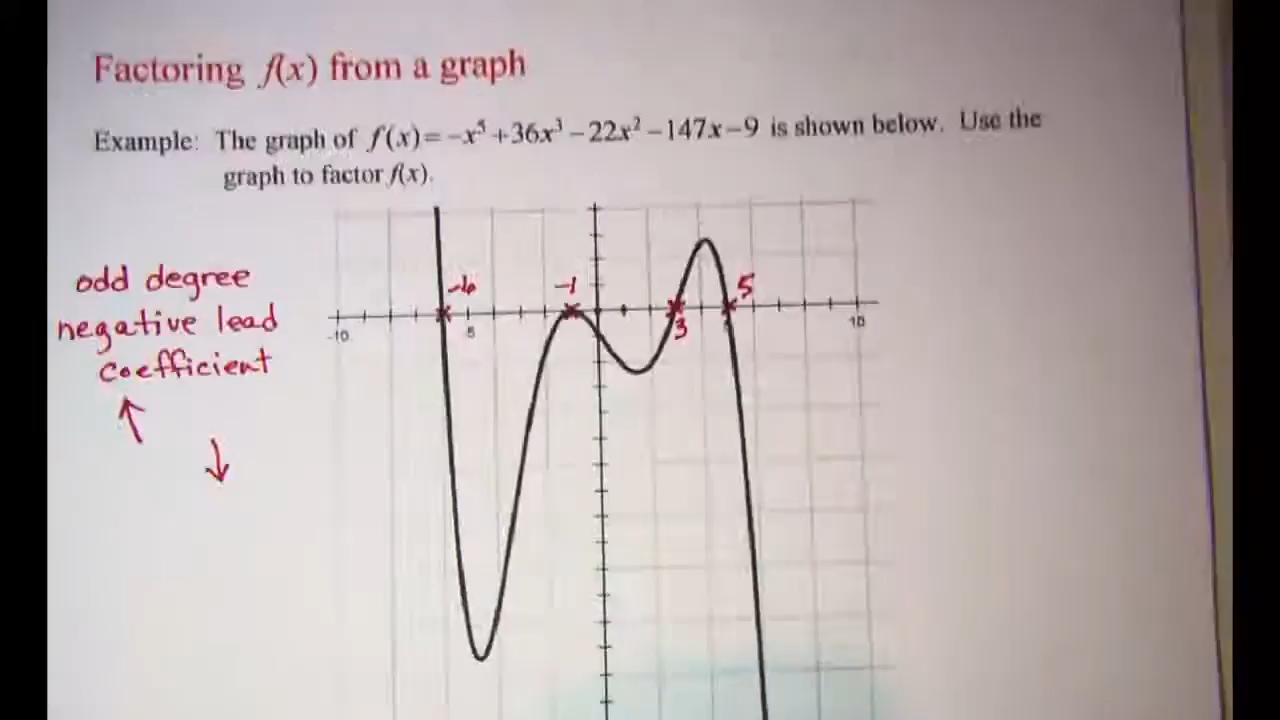 Factoring f(x) from a graph
Example: The graph of f(x)= -x⁵ +36x³ -22x² -147x-9 is shown below. Use the
graph to factor f(x).
odd degree
negative lead
coefficient
-6
-1
5
3
-10
5
10